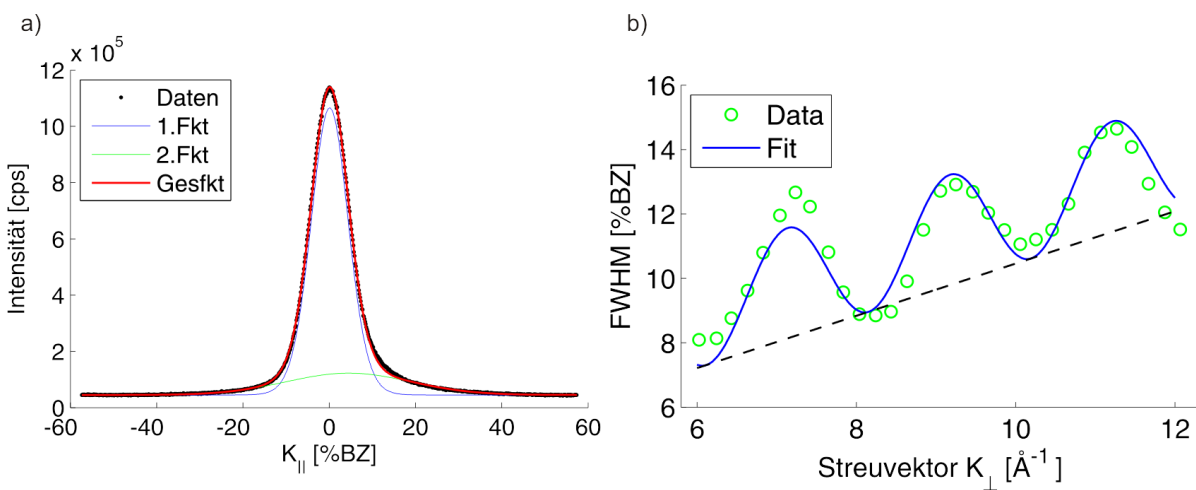 a)
x 10⁵
12
10
8
6
4
2
0
Intensität [cps]
Daten
1.Fkt
2.Fkt
Gesfkt
-60 -40 -20 0 20 40 60
K|| [%BZ]
b)
16
14
12
10
8
6
FWHM [%BZ]
Data
Fit
6 8 10 12
Streuvektor K⊥ [Å⁻¹]